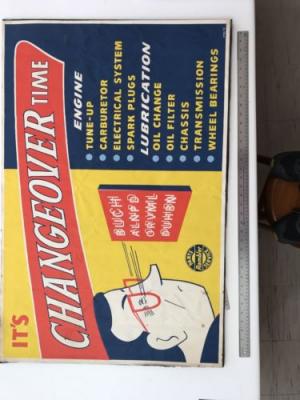 IT'S
CHANGEOVER TIME
ENGINE
TUNE-UP
CARBURETOR
ELECTRICAL SYSTEM
SPARK PLUGS
LUBRICATION
OIL CHANGE
OIL FILTER
CHASSIS
TRANSMISSION
WHEEL BEARINGS